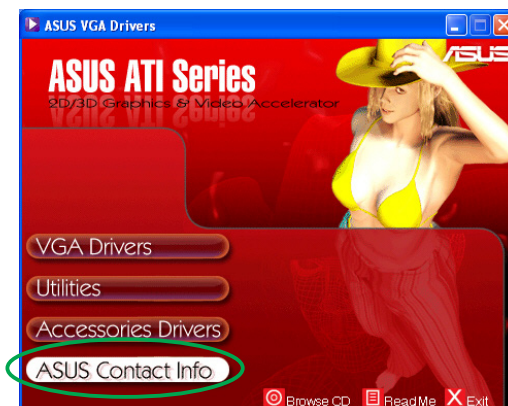 ASUS VGA Drivers
ASUS
ASUS ATI Series
2D/3D Graphics & Video Accelerator
VGA Drivers
Utilities
Accessories Drivers
ASUS Contact Info
Browse CD ReadMe Exit